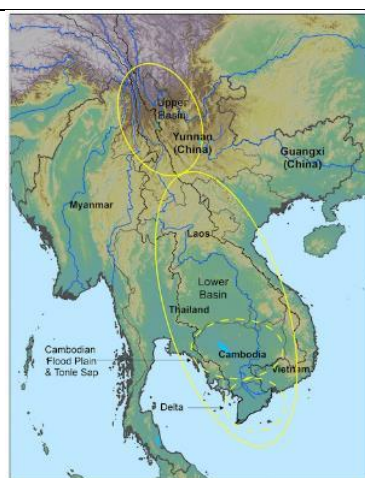 Upper
Basin
Yunnan
(China)
Guangxi
(China)
Myanmar
Laos
Lower
Basin
Thailand
Cambodian
Flood Plain
& Tonle Sap
Cambodia
Vietnam
Delta